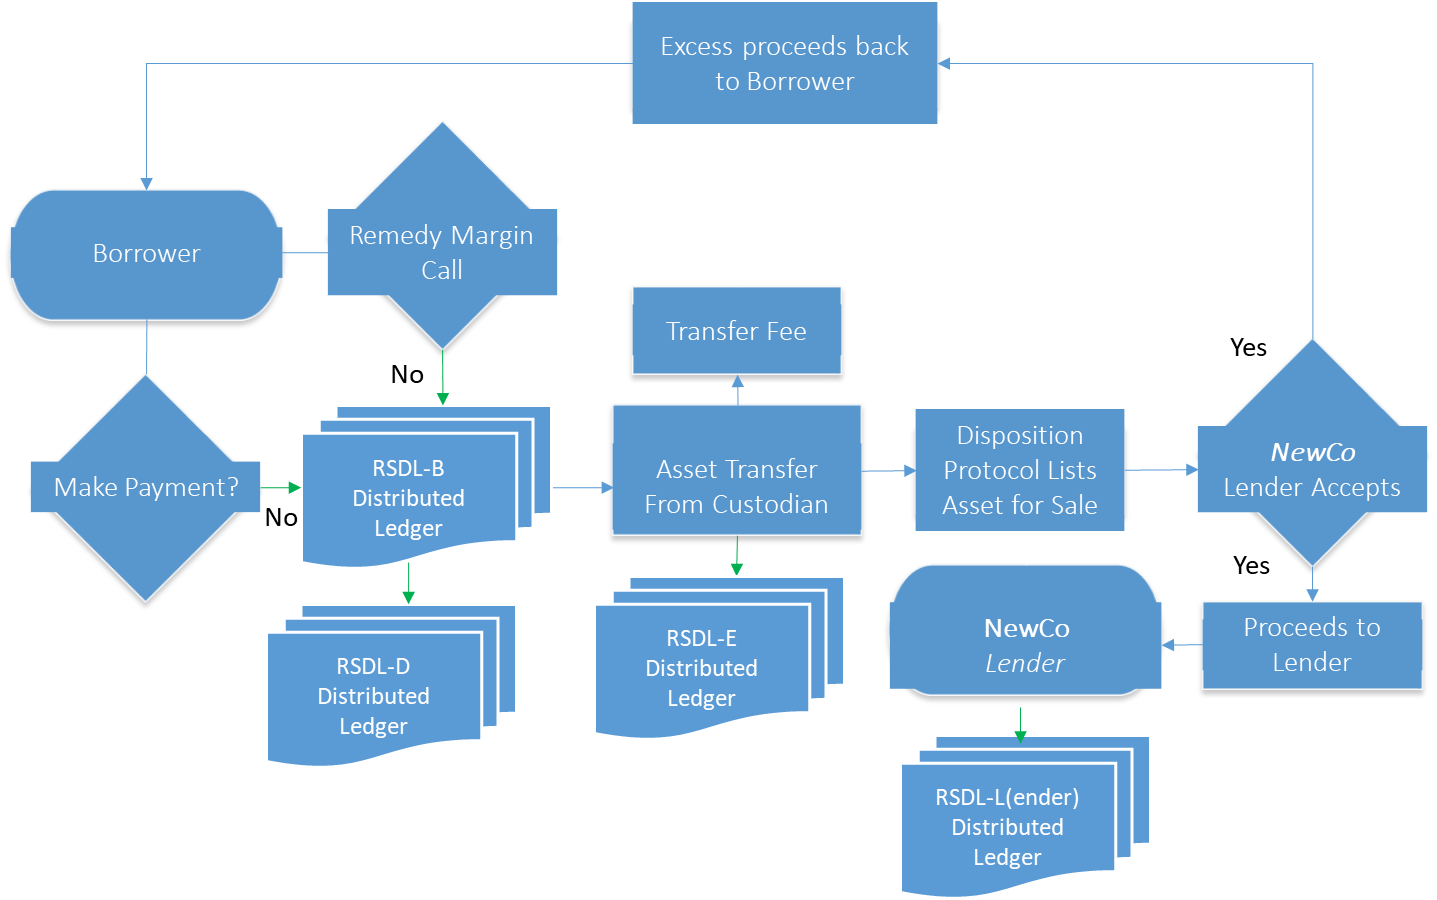 Excess proceeds back
to Borrower
Borrower
Remedy Margin
Call
Transfer Fee
No
Yes
Make Payment?
No
RSDL-B
Distributed
Ledger
Asset Transfer
From Custodian
Disposition
Protocol Lists
Asset for Sale
NewCo
Lender Accepts
Yes
RSDL-D
Distributed
Ledger
RSDL-E
Distributed
Ledger
NewCo
Lender
Proceeds to
Lender
RSDL-L(ender)
Distributed
Ledger